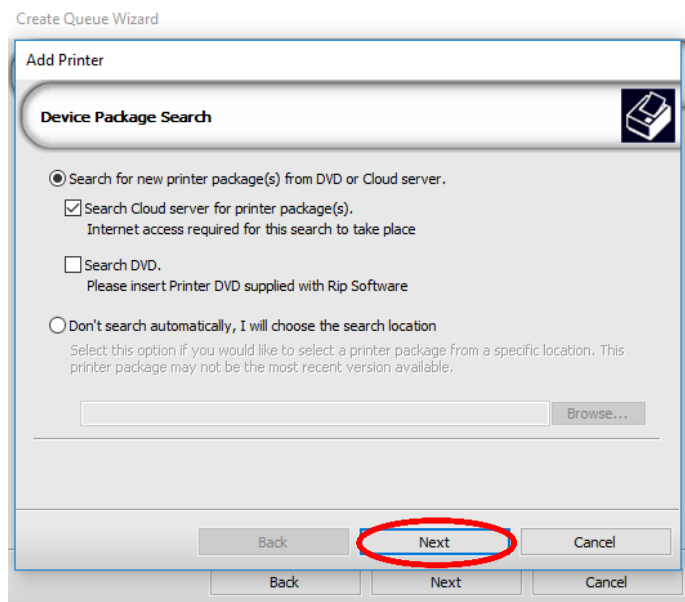 Create Queue Wizard
Add Printer
Device Package Search
Search for new printer package(s) from DVD or Cloud server.
Search Cloud server for printer package(s).
Internet access required for this search to take place
Search DVD.
Please insert Printer DVD supplied with Rip Software
Don't search automatically, I will choose the search location
Select this option if you would like to select a printer package from a specific location. This
printer package may not be the most recent version available.
Browse...
Back Next Cancel
Back Next Cancel